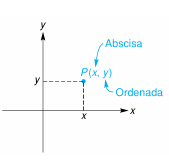 y
Abscisa
P(x, y)
y
Ordenada
x
x